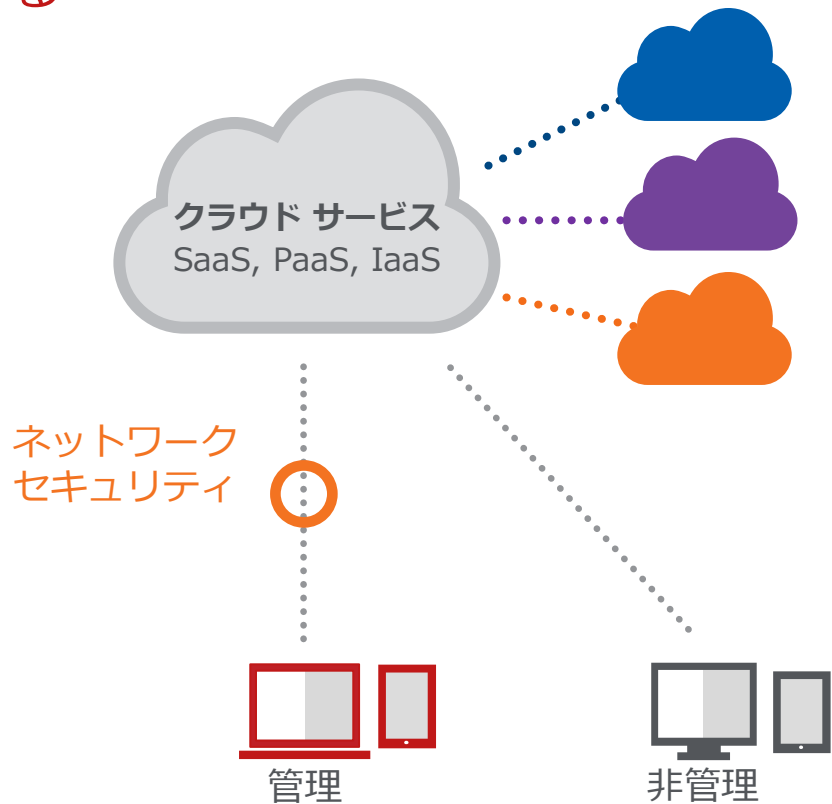 クラウド サービス
SaaS, PaaS, IaaS
ネットワーク
セキュリティ
管理
非管理